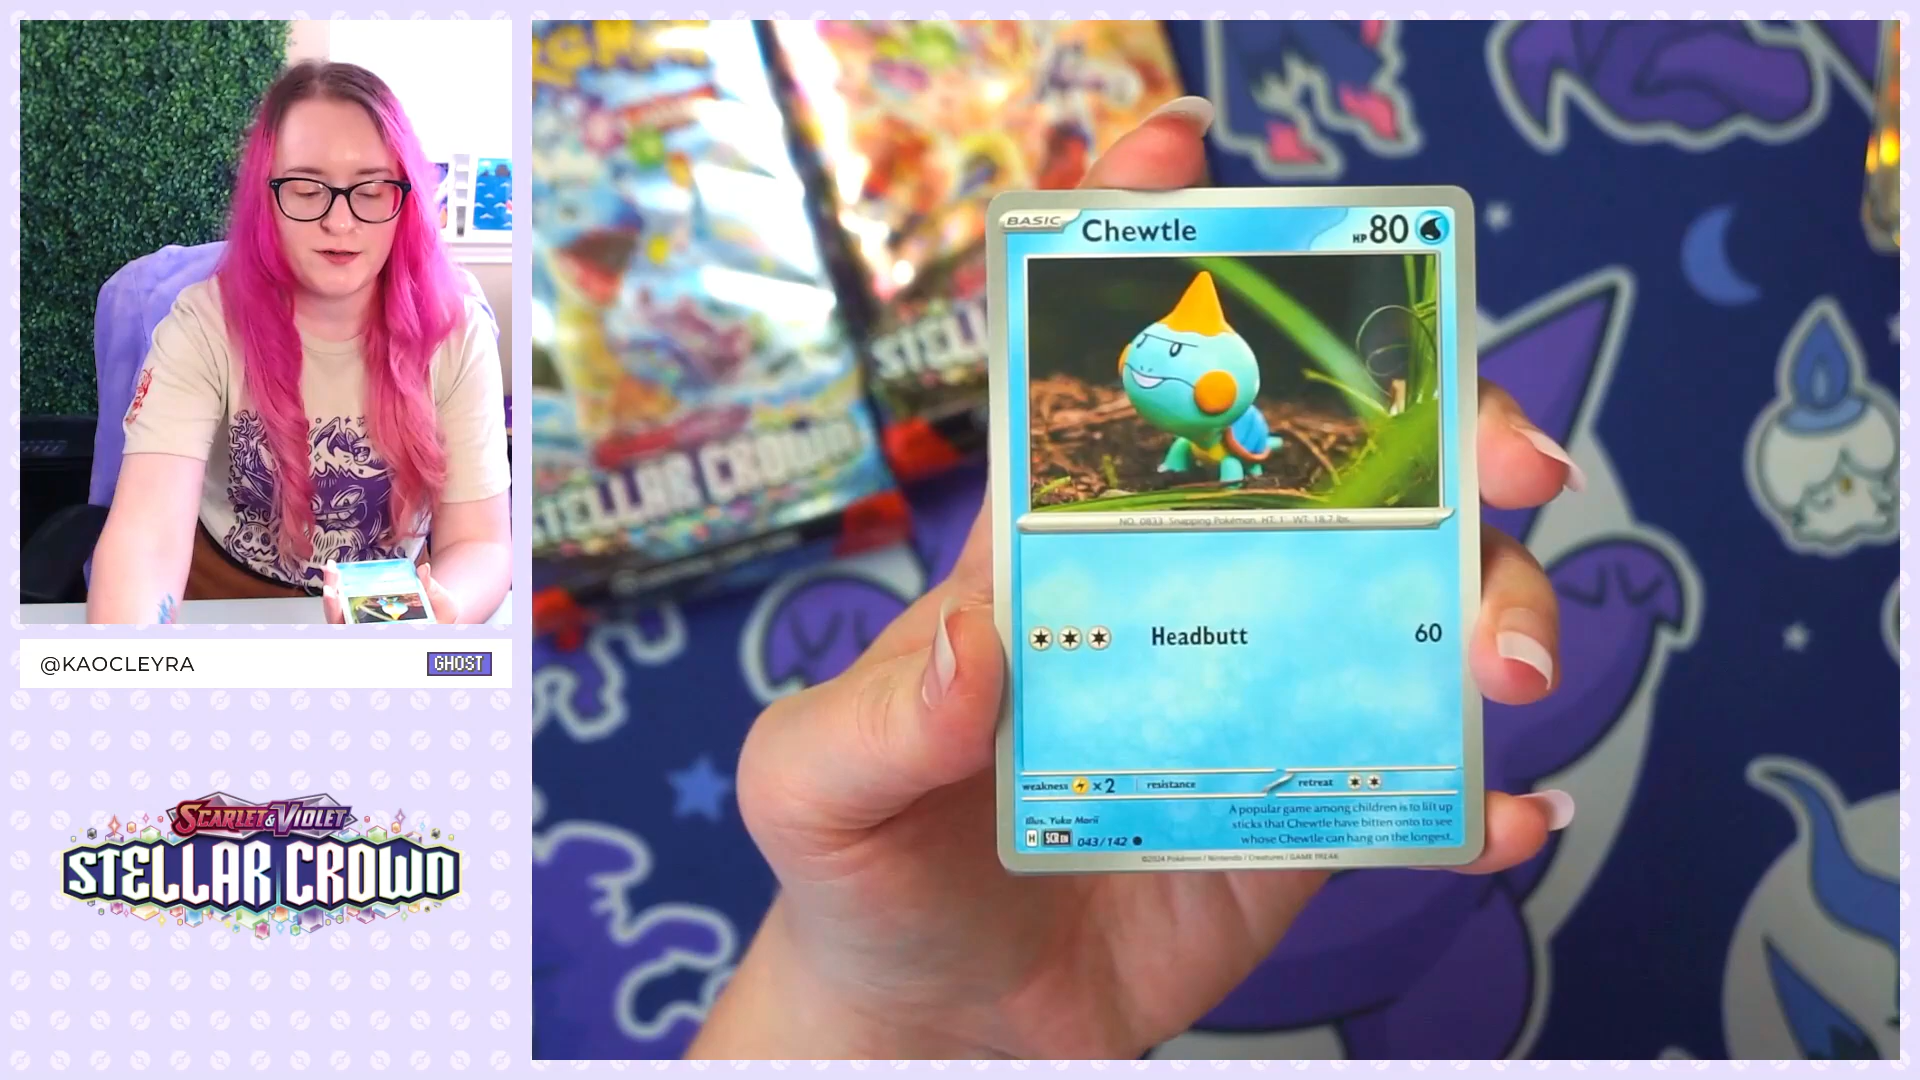 @KAOCLEYRA
GHOST
SCARLET & VIOLET
STELLAR CROWN
STELLAR CROWN
STELL
BASIC
Chewtle
HP 80
NO. 0833 Snapping Pokémon HT: 1' WT: 18.7 lbs.
Headbutt 60
weakness x2 resistance retreat
Illus. Yuka Morii
H SCR EN 043/142
A popular game among children is to lift up
sticks that Chewtle have bitten onto to see
whose Chewtle can hang on the longest.
©2024 Pokémon / Nintendo / Creatures / GAME FREAK